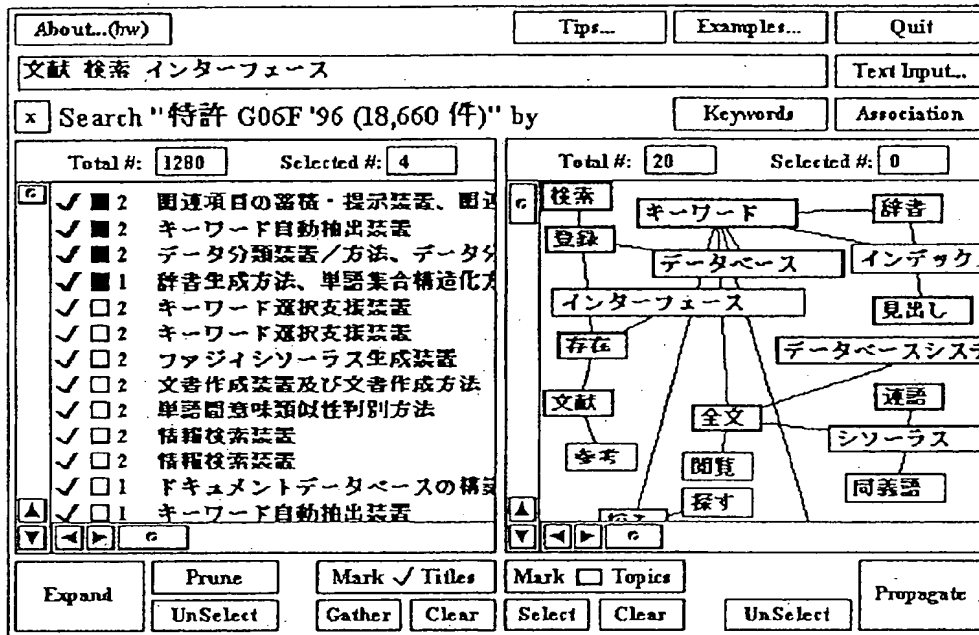 About...(hw) Tips... Examples... Quit
文献 検索 インターフェース Text Input...
x Search "特許 G06F '96 (18,660 件)" by Keywords Association
Total #: 1280 Selected #: 4
2 関連項目の蓄積・提示装置、関連
2 キーワード自動抽出装置
2 データ分類装置/方法、データ分
1 辞書生成方法、単語集合構造化方
2 キーワード選択支援装置
2 キーワード選択支援装置
2 ファジィシソーラス生成装置
2 文書作成装置及び文書作成方法
2 単語間意味類似性判別方法
2 情報検索装置
2 情報検索装置
1 ドキュメントデータベースの構造
1 キーワード自動抽出装置
Total #: 20 Selected #: 0
検索
キーワード
辞書
登録
データベース
インデック
インターフェース
見出し
存在
データベースシステ
文献
連語
全文
シソーラス
参考
閲覧
同義語
探す
Expand
Prune
UnSelect
Mark ✓ Titles
Gather Clear
Mark □ Topics
Select Clear
UnSelect
Propagate